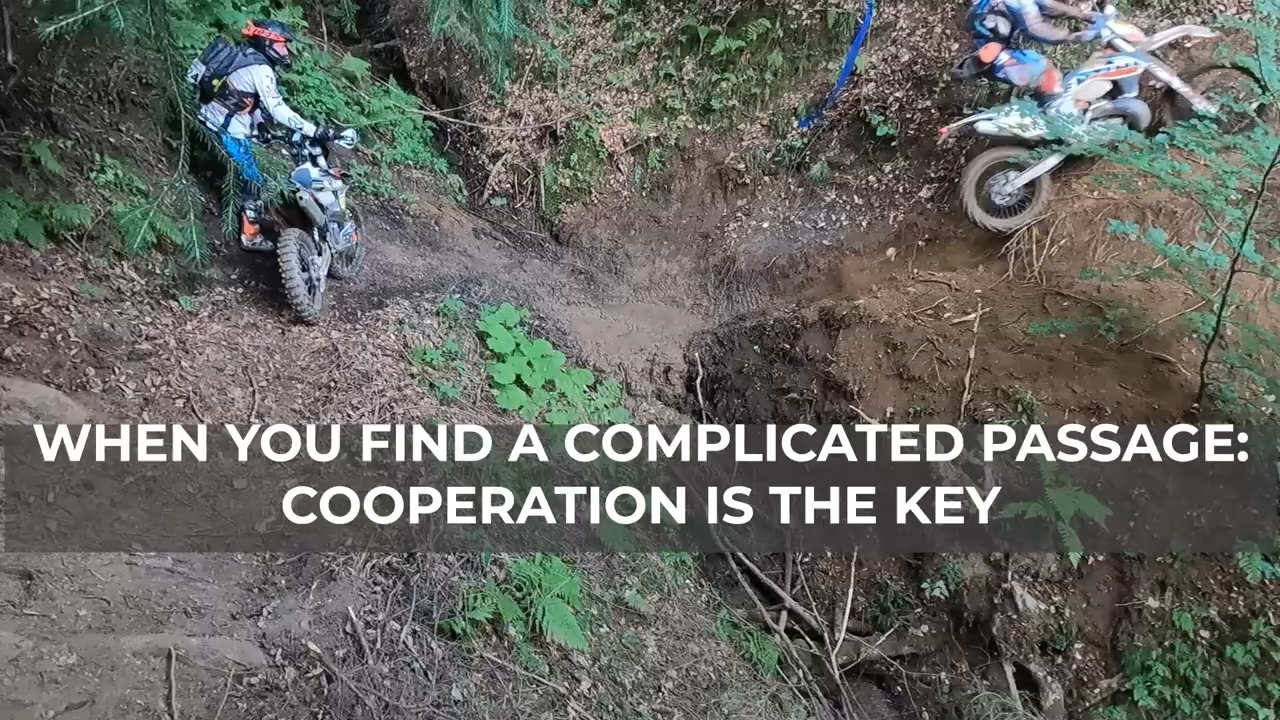 WHEN YOU FIND A COMPLICATED PASSAGE:
COOPERATION IS THE KEY